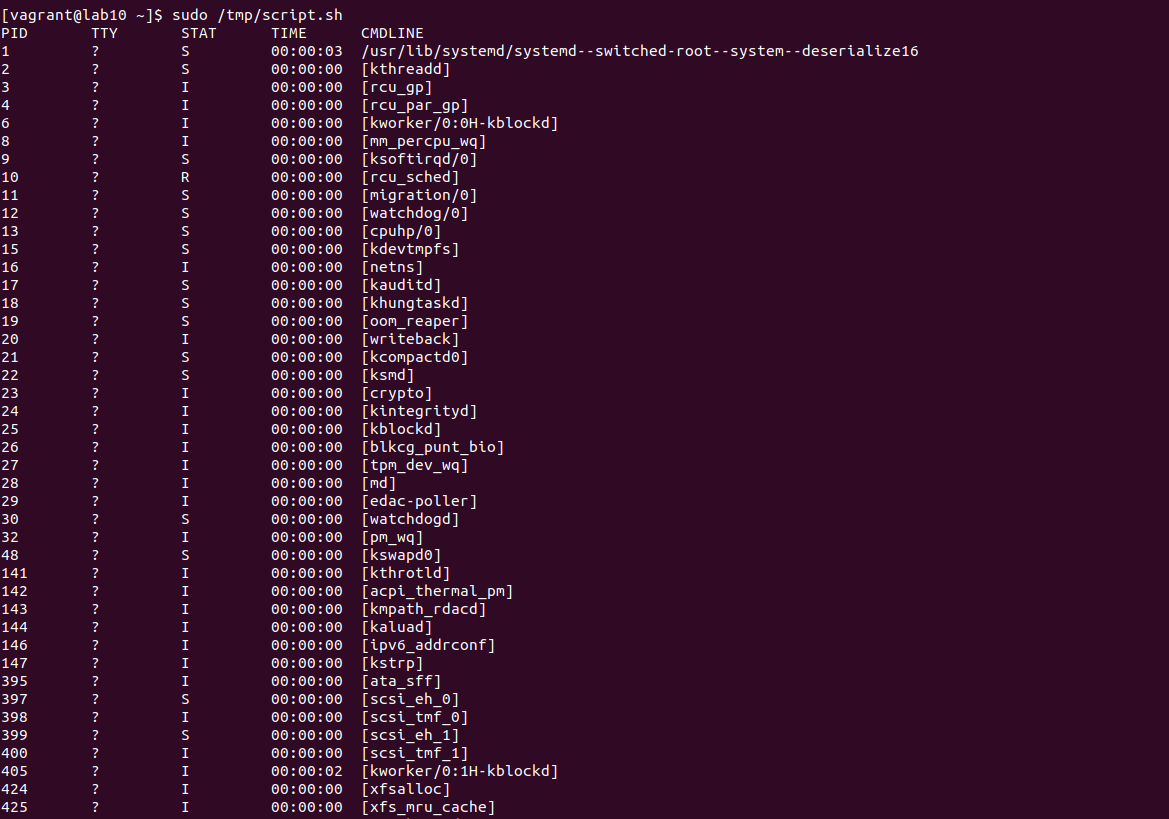 [vagrant@lab10 ~]$ sudo /tmp/script.sh
PID TTY STAT TIME CMDLINE
1 ? S 00:00:03 /usr/lib/systemd/systemd--switched-root--system--deserialize16
2 ? S 00:00:00 [kthreadd]
3 ? I 00:00:00 [rcu_gp]
4 ? I 00:00:00 [rcu_par_gp]
6 ? I 00:00:00 [kworker/0:0H-kblockd]
8 ? I 00:00:00 [mm_percpu_wq]
9 ? S 00:00:00 [ksoftirqd/0]
10 ? R 00:00:00 [rcu_sched]
11 ? S 00:00:00 [migration/0]
12 ? S 00:00:00 [watchdog/0]
13 ? S 00:00:00 [cpuhp/0]
15 ? S 00:00:00 [kdevtmpfs]
16 ? I 00:00:00 [netns]
17 ? S 00:00:00 [kauditd]
18 ? S 00:00:00 [khungtaskd]
19 ? S 00:00:00 [oom_reaper]
20 ? I 00:00:00 [writeback]
21 ? S 00:00:00 [kcompactd0]
22 ? S 00:00:00 [ksmd]
23 ? I 00:00:00 [crypto]
24 ? I 00:00:00 [kintegrityd]
25 ? I 00:00:00 [kblockd]
26 ? I 00:00:00 [blkcg_punt_bio]
27 ? I 00:00:00 [tpm_dev_wq]
28 ? I 00:00:00 [md]
29 ? I 00:00:00 [edac-poller]
30 ? S 00:00:00 [watchdogd]
32 ? I 00:00:00 [pm_wq]
48 ? S 00:00:00 [kswapd0]
141 ? I 00:00:00 [kthrotld]
142 ? I 00:00:00 [acpi_thermal_pm]
143 ? I 00:00:00 [kmpath_rdacd]
144 ? I 00:00:00 [kaluad]
146 ? I 00:00:00 [ipv6_addrconf]
147 ? I 00:00:00 [kstrp]
395 ? I 00:00:00 [ata_sff]
397 ? S 00:00:00 [scsi_eh_0]
398 ? I 00:00:00 [scsi_tmf_0]
399 ? S 00:00:00 [scsi_eh_1]
400 ? I 00:00:00 [scsi_tmf_1]
405 ? I 00:00:02 [kworker/0:1H-kblockd]
424 ? I 00:00:00 [xfsalloc]
425 ? I 00:00:00 [xfs_mru_cache]